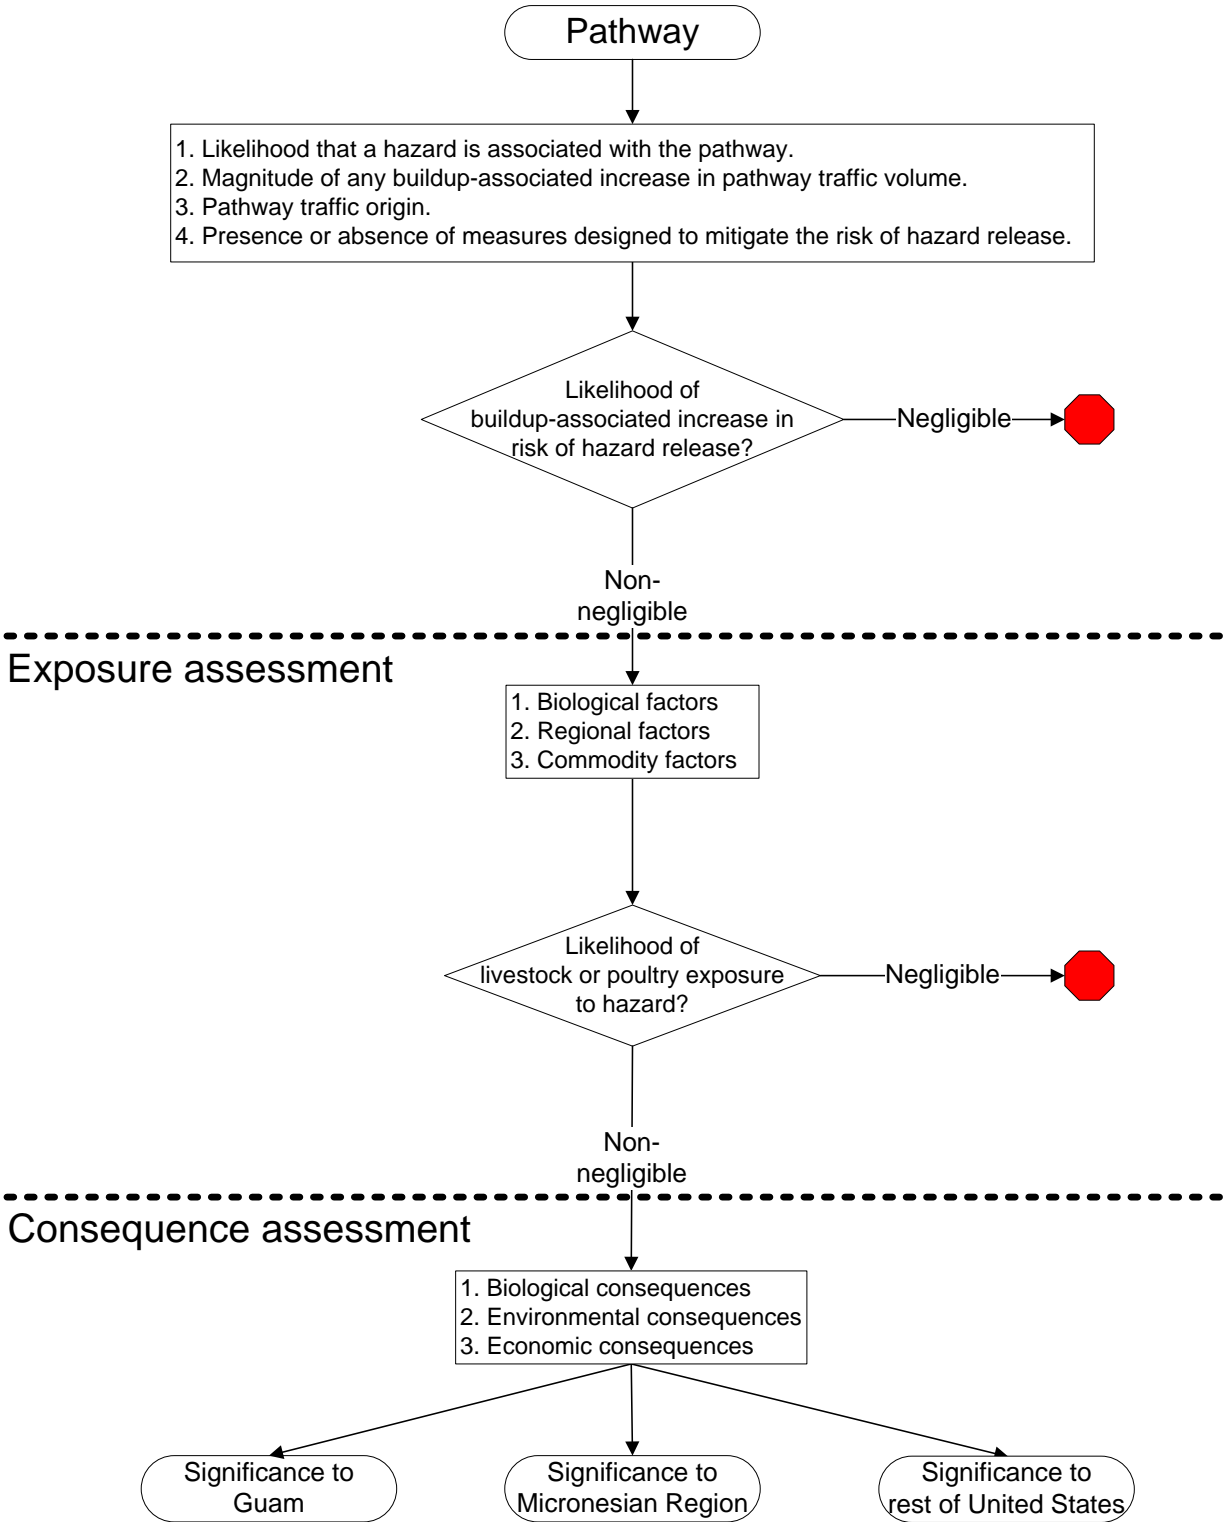 Pathway
1. Likelihood that a hazard is associated with the pathway.
2. Magnitude of any buildup-associated increase in pathway traffic volume.
3. Pathway traffic origin.
4. Presence or absence of measures designed to mitigate the risk of hazard release.
Likelihood of
buildup-associated increase in
risk of hazard release?
Negligible
Non-
negligible
Exposure assessment
1. Biological factors
2. Regional factors
3. Commodity factors
Likelihood of
livestock or poultry exposure
to hazard?
Negligible
Non-
negligible
Consequence assessment
1. Biological consequences
2. Environmental consequences
3. Economic consequences
Significance to
Guam
Significance to
Micronesian Region
Significance to
rest of United States